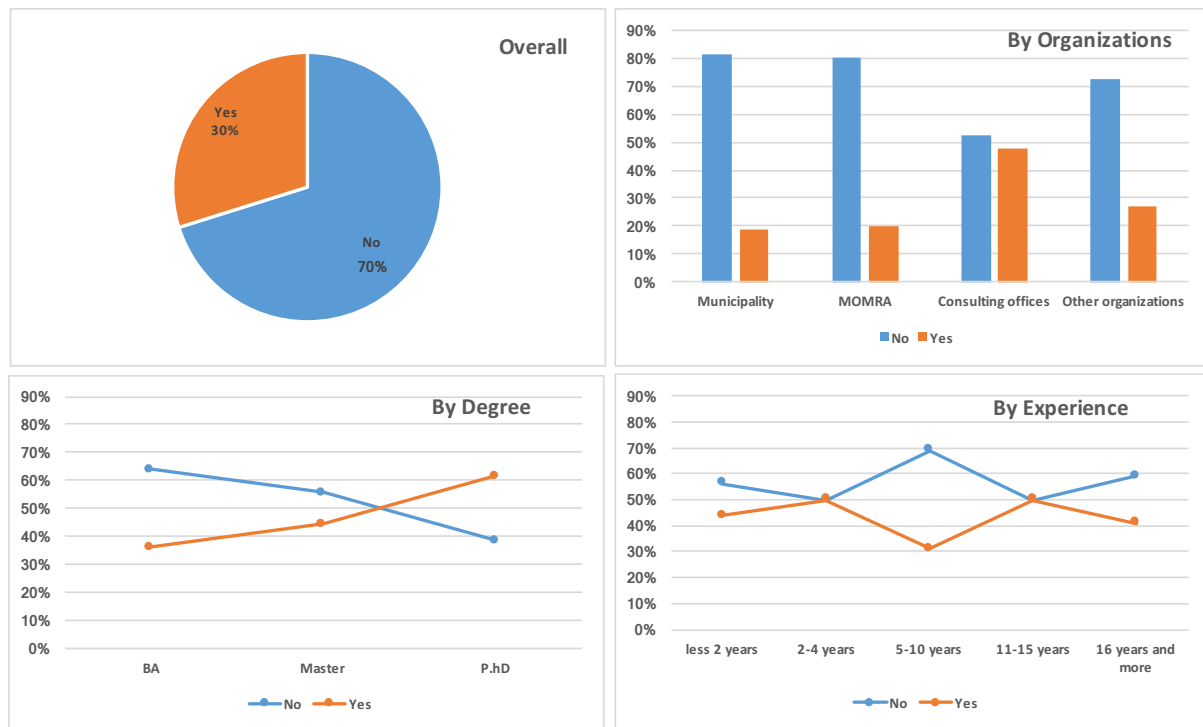 Overall
Yes
30%
No
70%
By Organizations
90%
80%
70%
60%
50%
40%
30%
20%
10%
0%
Municipality MOMRA Consulting offices Other organizations
No Yes
By Degree
90%
80%
70%
60%
50%
40%
30%
20%
10%
0%
BA Master P.hD
No Yes
By Experience
90%
80%
70%
60%
50%
40%
30%
20%
10%
0%
less 2 years 2-4 years 5-10 years 11-15 years 16 years and
more
No Yes